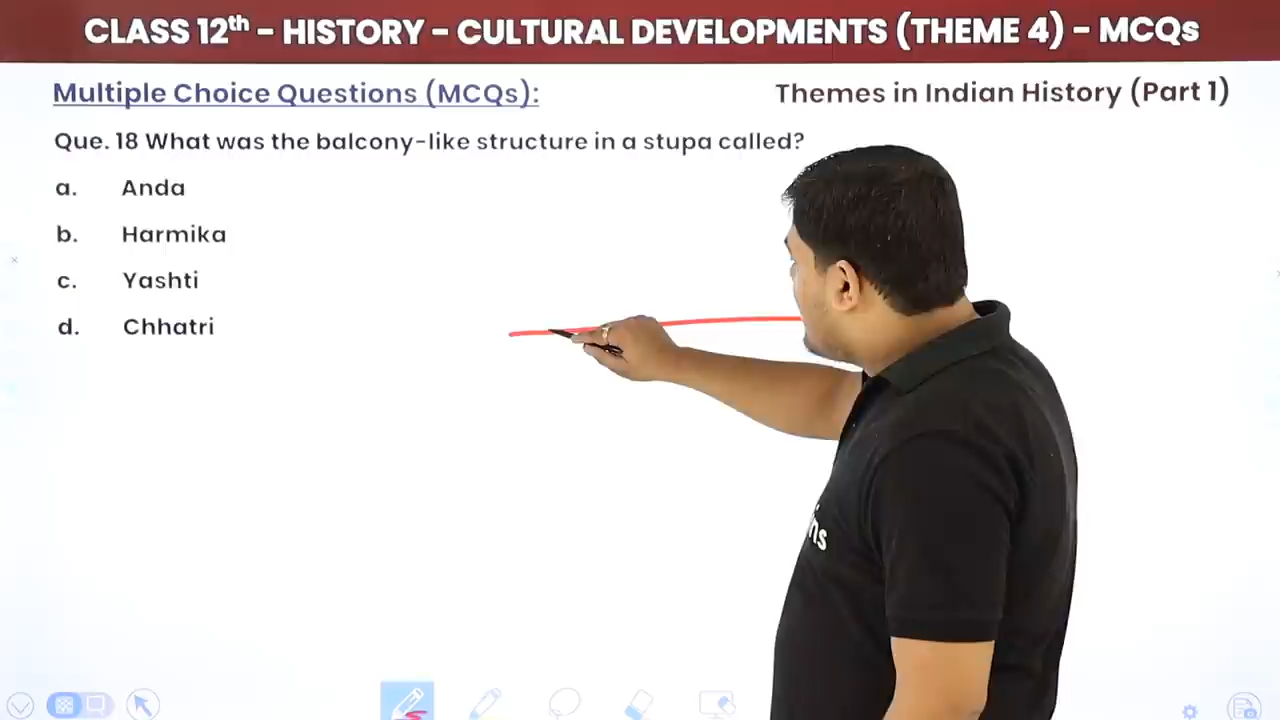 CLASS 12th – HISTORY – CULTURAL DEVELOPMENTS (THEME 4) – MCQs
Multiple Choice Questions (MCQs):
Themes in Indian History (Part 1)
Que. 18 What was the balcony-like structure in a stupa called?
a. Anda
b. Harmika
c. Yashti
d. Chhatri